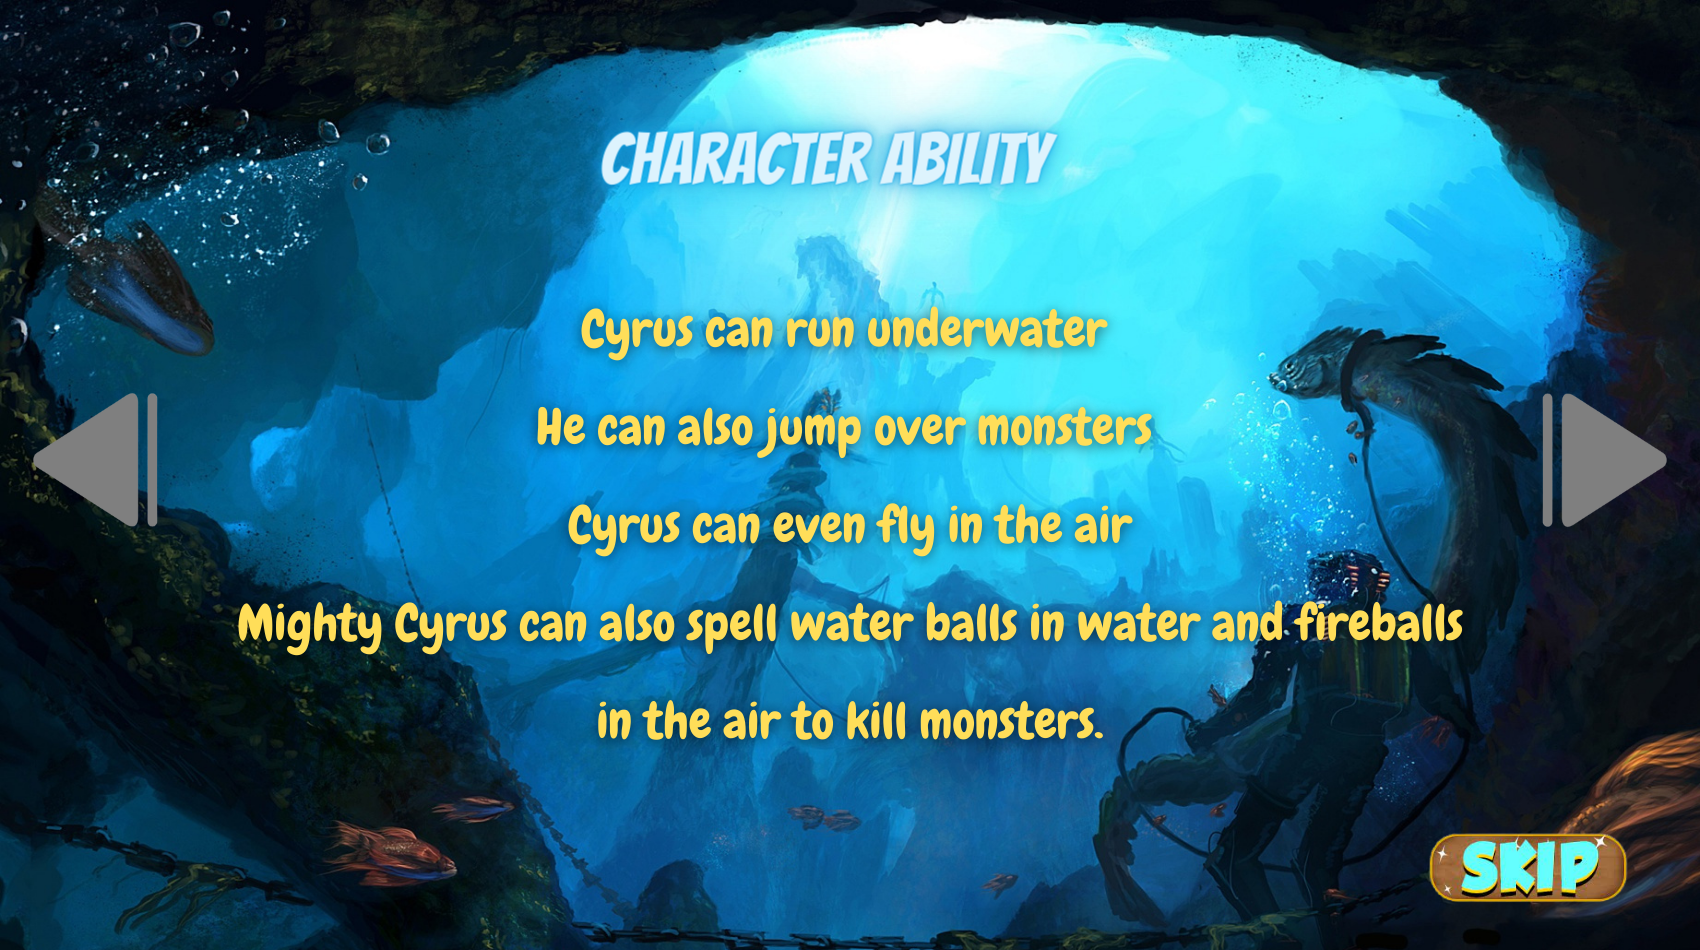 CHARACTER ABILITY
Cyrus can run underwater
He can also jump over monsters
Cyrus can even fly in the air
Mighty Cyrus can also spell water balls in water and fireballs
in the air to kill monsters.
SKIP